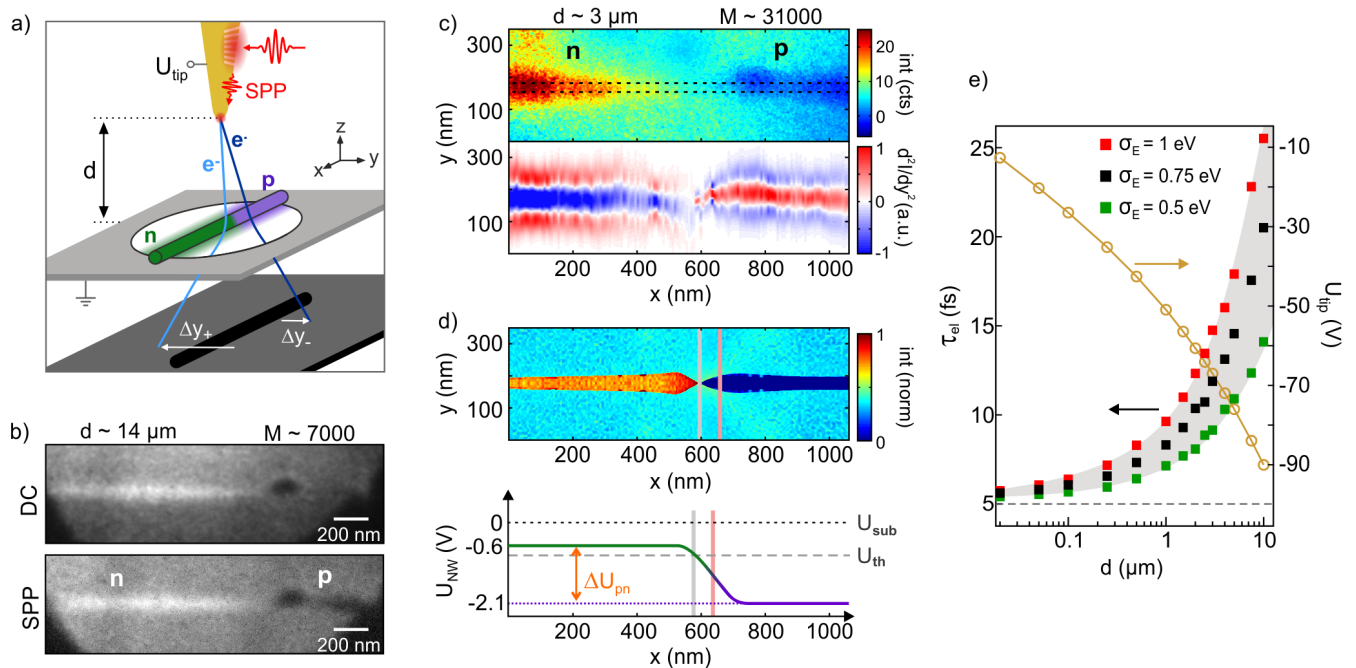 a)
U_tip
SPP
d
e⁻
e⁻
z
x
y
p
n
Δy₊
Δy₋
b)
d ~ 14 μm
M ~ 7000
DC
200 nm
SPP
n
p
200 nm
c)
d ~ 3 μm
M ~ 31000
n
p
y (nm)
300
100
int (cts)
20
10
0
300
100
d²I/dy² (a.u.)
1
0
-1
200
400
600
800
1000
x (nm)
d)
y (nm)
300
100
int (norm)
1
0
200
400
600
800
1000
x (nm)
U_NW (V)
0
-0.6
-2.1
U_sub
U_th
ΔU_pn
200
400
600
800
1000
x (nm)
e)
σ_E = 1 eV
σ_E = 0.75 eV
σ_E = 0.5 eV
τ_el (fs)
25
20
15
10
5
U_tip (V)
-10
-30
-50
-70
-90
0.1
1
10
d (μm)